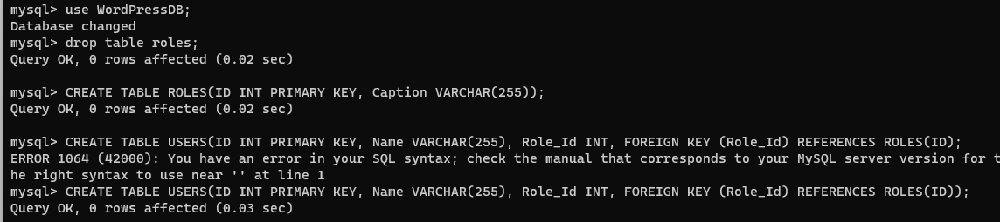 mysql> use WordPressDB;
Database changed
mysql> drop table roles;
Query OK, 0 rows affected (0.02 sec)
mysql> CREATE TABLE ROLES(ID INT PRIMARY KEY, Caption VARCHAR(255));
Query OK, 0 rows affected (0.02 sec)
mysql> CREATE TABLE USERS(ID INT PRIMARY KEY, Name VARCHAR(255), Role_Id INT, FOREIGN KEY (Role_Id) REFERENCES ROLES(ID);
ERROR 1064 (42000): You have an error in your SQL syntax; check the manual that corresponds to your MySQL server version for t
he right syntax to use near '' at line 1
mysql> CREATE TABLE USERS(ID INT PRIMARY KEY, Name VARCHAR(255), Role_Id INT, FOREIGN KEY (Role_Id) REFERENCES ROLES(ID));
Query OK, 0 rows affected (0.03 sec)